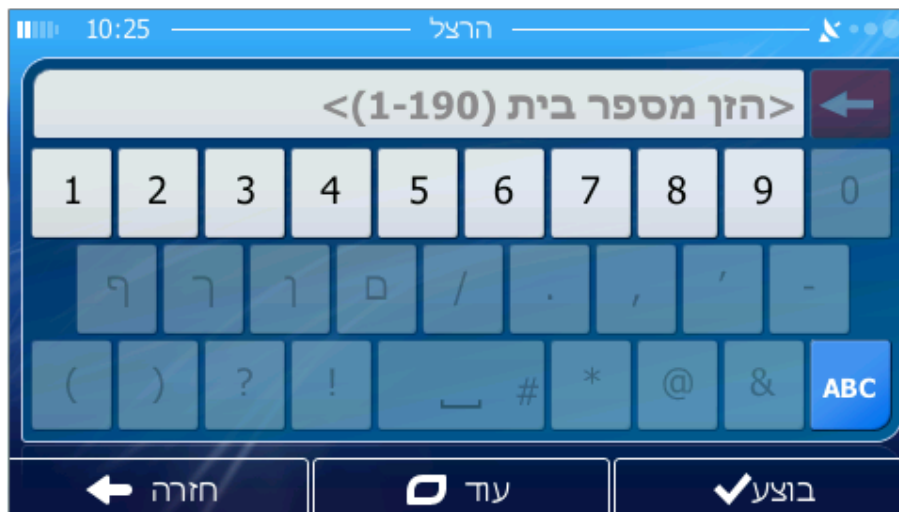 10:25 הרצל
<הזן מספר בית (1-190)>
1 2 3 4 5 6 7 8 9 0
ף ך ן ם / . , ' -
( ) ? ! # * @ & ABC
חזרה עוד בוצע